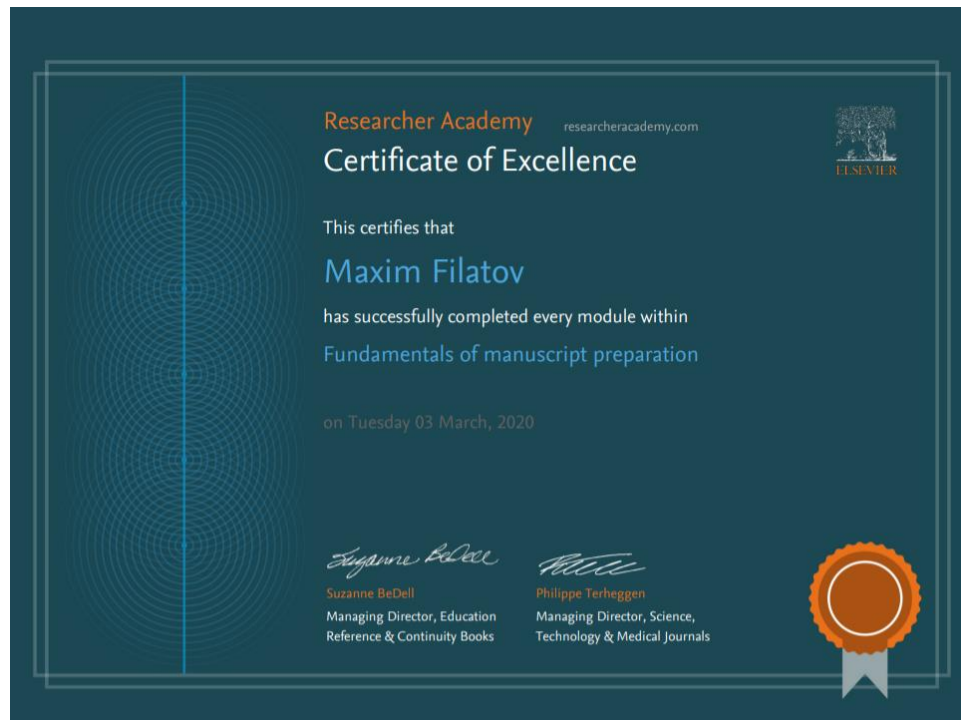 Researcher Academy researcheracademy.com
Certificate of Excellence
ELSEVIER
This certifies that
Maxim Filatov
has successfully completed every module within
Fundamentals of manuscript preparation
on Tuesday 03 March, 2020
Suzanne BeDell
Suzanne BeDell
Managing Director, Education
Reference & Continuity Books
Philippe Terheggen
Managing Director, Science,
Technology & Medical Journals